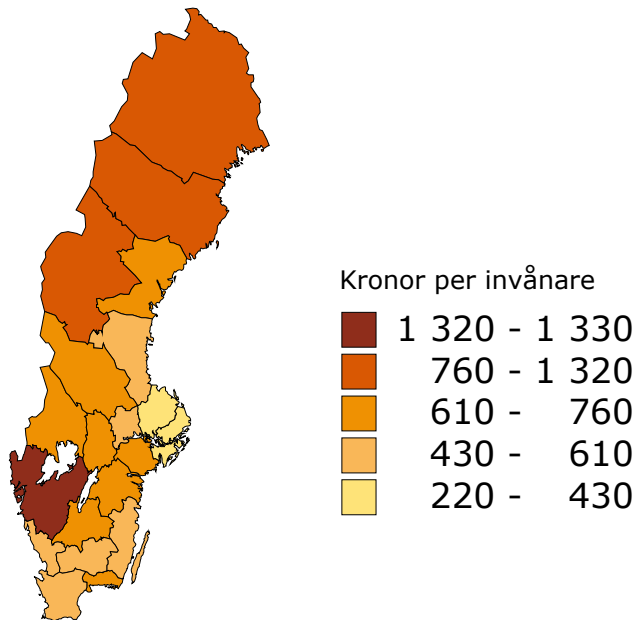 Kronor per invånare
1 320 - 1 330
760 - 1 320
610 - 760
430 - 610
220 - 430